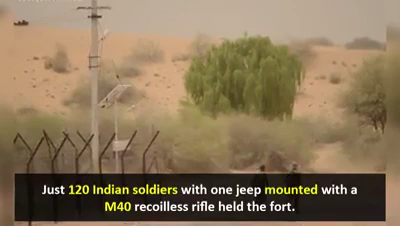 Just 120 Indian soldiers with one jeep mounted with a
M40 recoilless rifle held the fort.